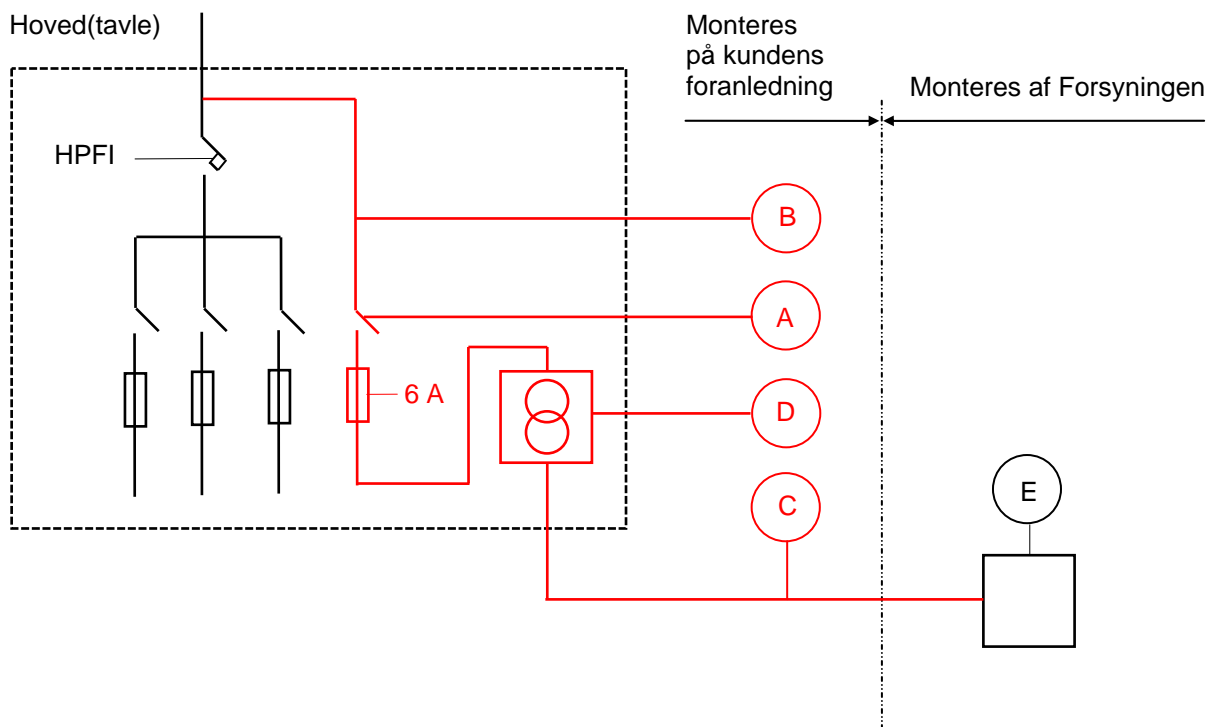 Hoved(tavle)
Monteres
på kundens
foranledning
Monteres af Forsyningen
HPFI
B
A
6 A
D
C
E